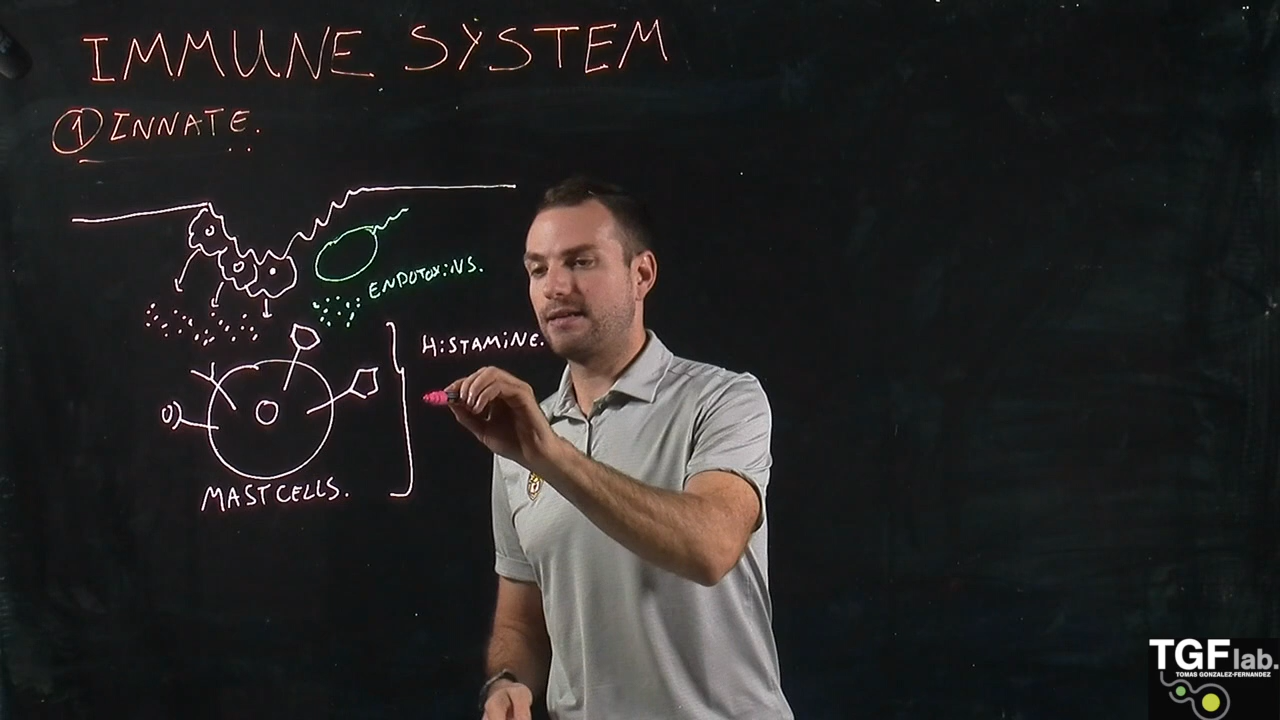 IMMUNE SYSTEM
① INNATE.
ENDOTOXiNS.
HiSTAMiNE.
MAST CELLS.
TGF lab.
TOMAS GONZALEZ-FERNANDEZ